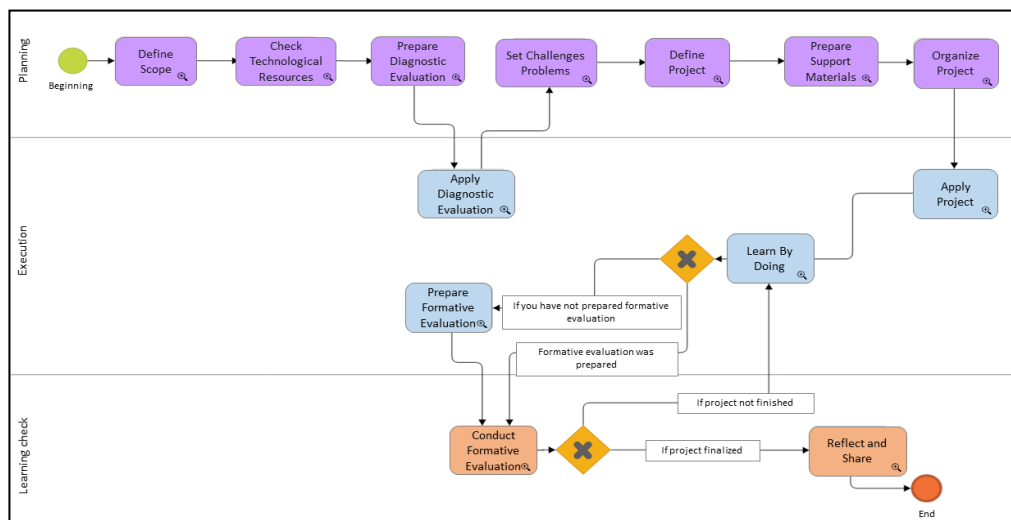 Planning
Beginning
Define
Scope
Check
Technological
Resources
Prepare
Diagnostic
Evaluation
Set Challenges
Problems
Define
Project
Prepare
Support
Materials
Organize
Project
Execution
Apply
Diagnostic
Evaluation
Apply
Project
Learn By
Doing
Prepare
Formative
Evaluation
If you have not prepared formative
evaluation
Formative evaluation was
prepared
Learning check
If project not finished
Conduct
Formative
Evaluation
If project finalized
Reflect and
Share
End